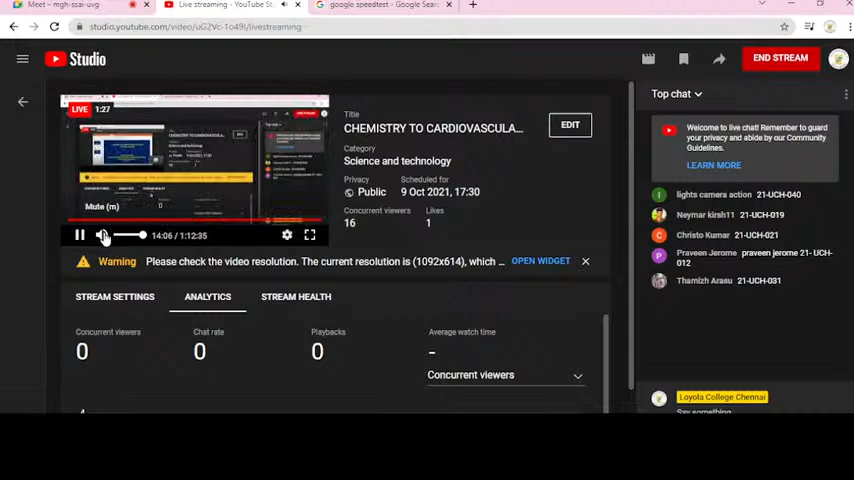 Meet – mgh-ssai-uvg
Live streaming - YouTube St
google speedtest - Google Sear
studio.youtube.com/video/uG2Vc-1o49I/livestreaming
Studio
END STREAM
LIVE 1:27
Mute (m)
14:06 / 1:12:35
Title
CHEMISTRY TO CARDIOVASCULA...
EDIT
Category
Science and technology
Privacy
Scheduled for
Public
9 Oct 2021, 17:30
Concurrent viewers
Likes
16
1
Warning Please check the video resolution. The current resolution is (1092x614), which ... OPEN WIDGET
STREAM SETTINGS
ANALYTICS
STREAM HEALTH
Concurrent viewers
Chat rate
Playbacks
Average watch time
0
0
0
-
Concurrent viewers
4
Top chat
Welcome to live chat! Remember to guard
your privacy and abide by our Community
Guidelines.
LEARN MORE
I lights camera action 21-UCH-040
Neymar kirsh11 21-UCH-019
C Christo Kumar 21-UCH-021
P Praveen Jerome praveen jerome 21- UCH-
012
Thamizh Arasu 21-UCH-031
Loyola College Chennai
Say something